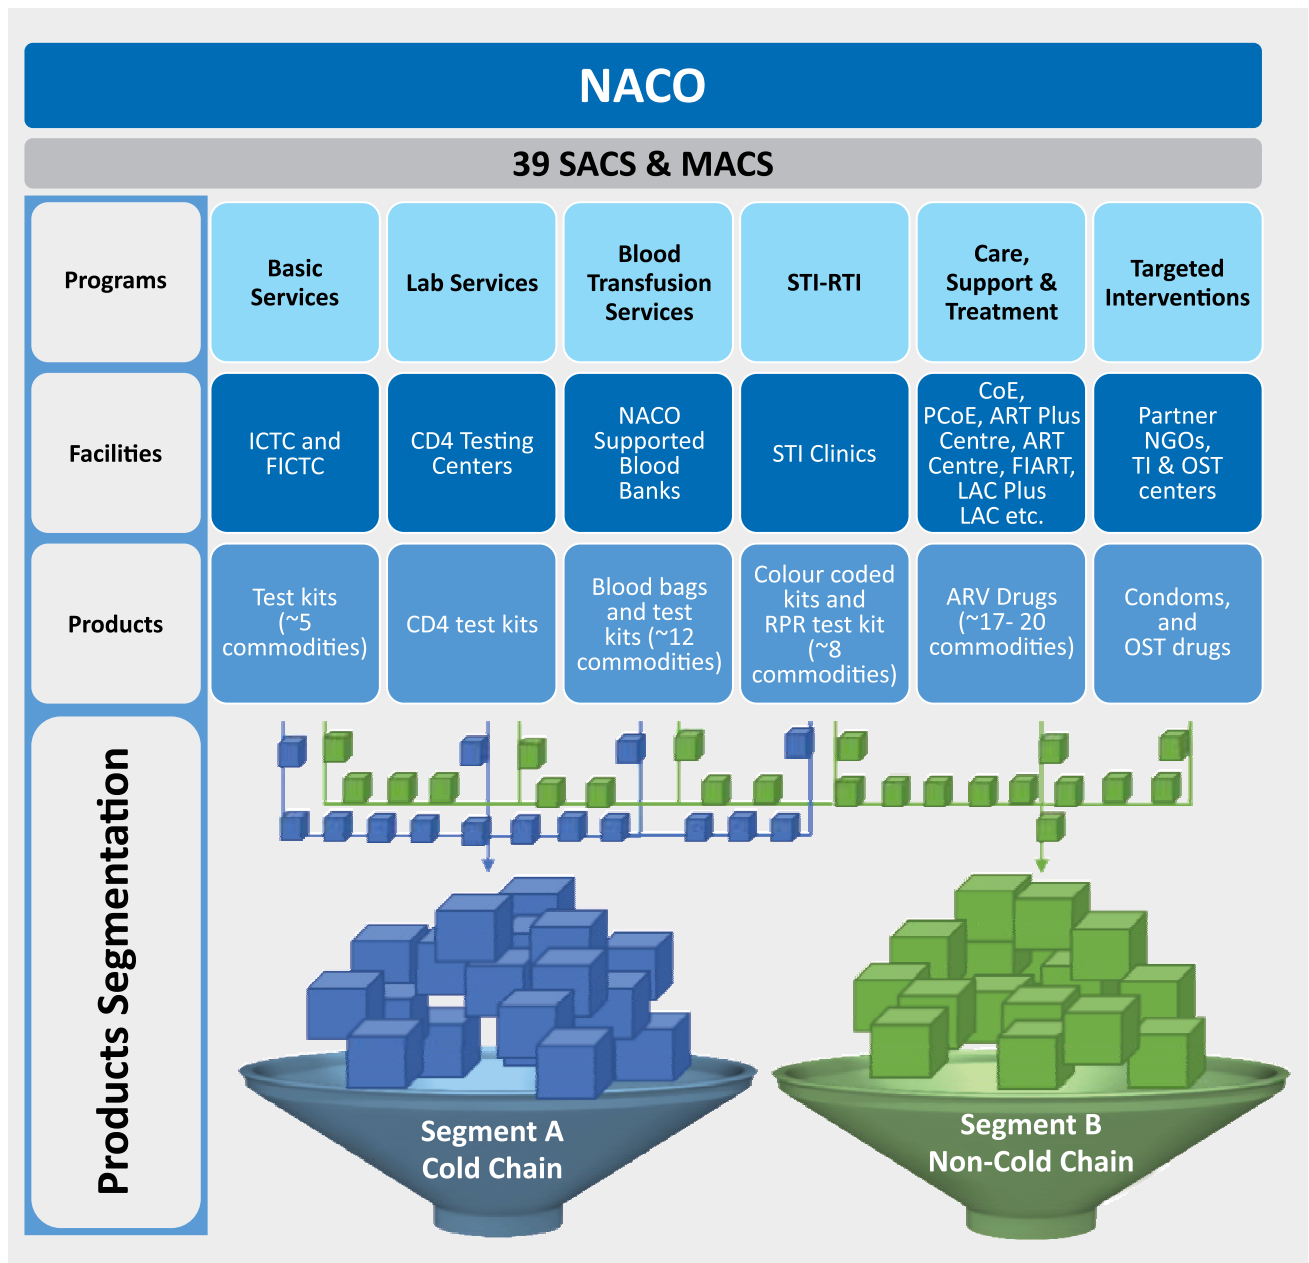 NACO
39 SACS & MACS
Programs
Basic
Services
Lab Services
Blood
Transfusion
Services
STI-RTI
Care,
Support &
Treatment
Targeted
Interventions
Facilities
ICTC and
FICTC
CD4 Testing
Centers
NACO
Supported
Blood
Banks
STI Clinics
CoE,
PCoE, ART Plus
Centre, ART
Centre, FIART,
LAC Plus
LAC etc.
Partner
NGOs,
TI & OST
centers
Products
Test kits
(~5
commodities)
CD4 test kits
Blood bags
and test
kits (~12
commodities)
Colour coded
kits and
RPR test kit
(~8
commodities)
ARV Drugs
(~17- 20
commodities)
Condoms,
and
OST drugs
Products Segmentation
Segment A
Cold Chain
Segment B
Non-Cold Chain